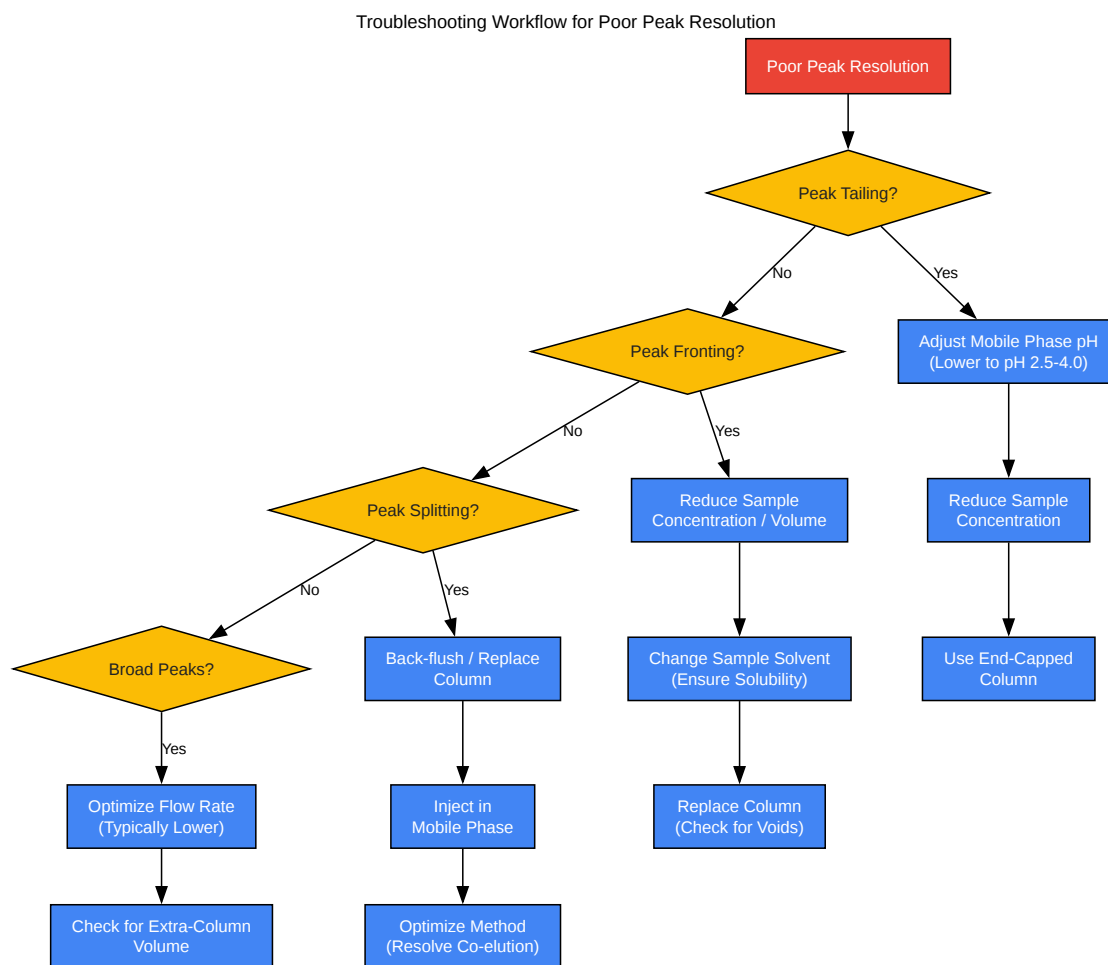 Troubleshooting Workflow for Poor Peak Resolution
Poor Peak Resolution
Peak Tailing?
No
Yes
Peak Fronting?
Adjust Mobile Phase pH
(Lower to pH 2.5-4.0)
No
Yes
Peak Splitting?
Reduce Sample
Concentration / Volume
Reduce Sample
Concentration
No
Yes
Broad Peaks?
Back-flush / Replace
Column
Change Sample Solvent
(Ensure Solubility)
Use End-Capped
Column
Yes
Optimize Flow Rate
(Typically Lower)
Inject in
Mobile Phase
Replace Column
(Check for Voids)
Check for Extra-Column
Volume
Optimize Method
(Resolve Co-elution)